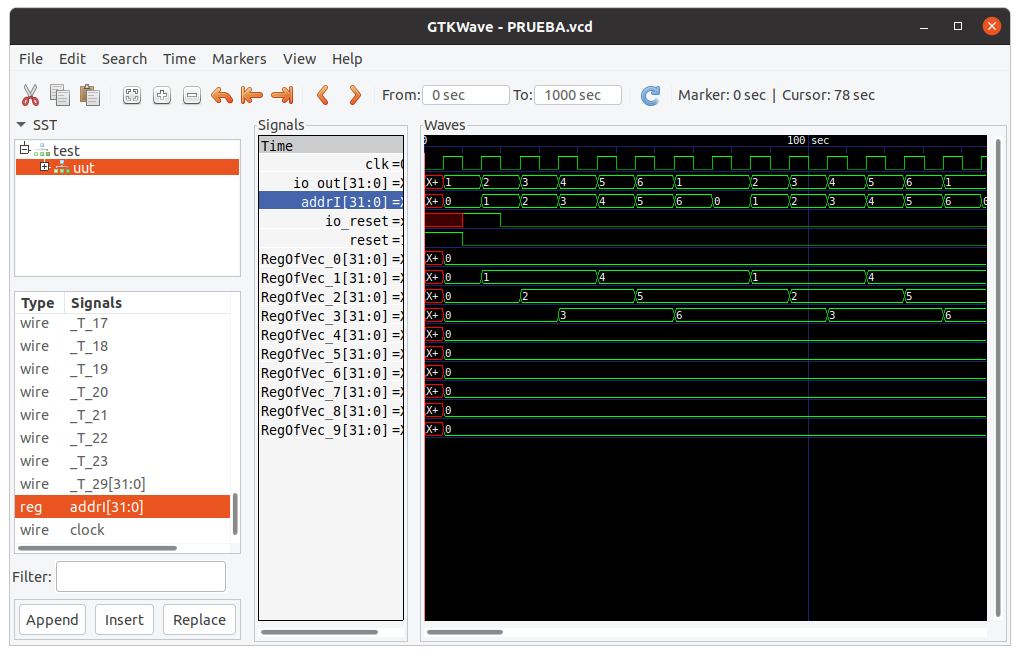 GTKWave - PRUEBA.vcd
File Edit Search Time Markers View Help
From: 0 sec To: 1000 sec Marker: 0 sec | Cursor: 78 sec
SST
test
uut
Type Signals
wire _T_17
wire _T_18
wire _T_19
wire _T_20
wire _T_21
wire _T_22
wire _T_23
wire _T_29[31:0]
reg addrI[31:0]
wire clock
Filter:
Append Insert Replace
Signals
Time
clk =
io_out[31:0] =X
addrI[31:0] =X
io_reset =X
reset =
RegOfVec_0[31:0] =X
RegOfVec_1[31:0] =X
RegOfVec_2[31:0] =X
RegOfVec_3[31:0] =X
RegOfVec_4[31:0] =X
RegOfVec_5[31:0] =X
RegOfVec_6[31:0] =X
RegOfVec_7[31:0] =X
RegOfVec_8[31:0] =X
RegOfVec_9[31:0] =X
Waves
0 100 sec
X+ 1 2 3 4 5 6 1 2 3 4 5 6 1
X+ 0 1 2 3 4 5 6 0 1 2 3 4 5 6 0
X+ 0
X+ 0 1 4 1 4
X+ 0 2 5 2 5
X+ 0 3 6 3 6
X+ 0
X+ 0
X+ 0
X+ 0
X+ 0
X+ 0